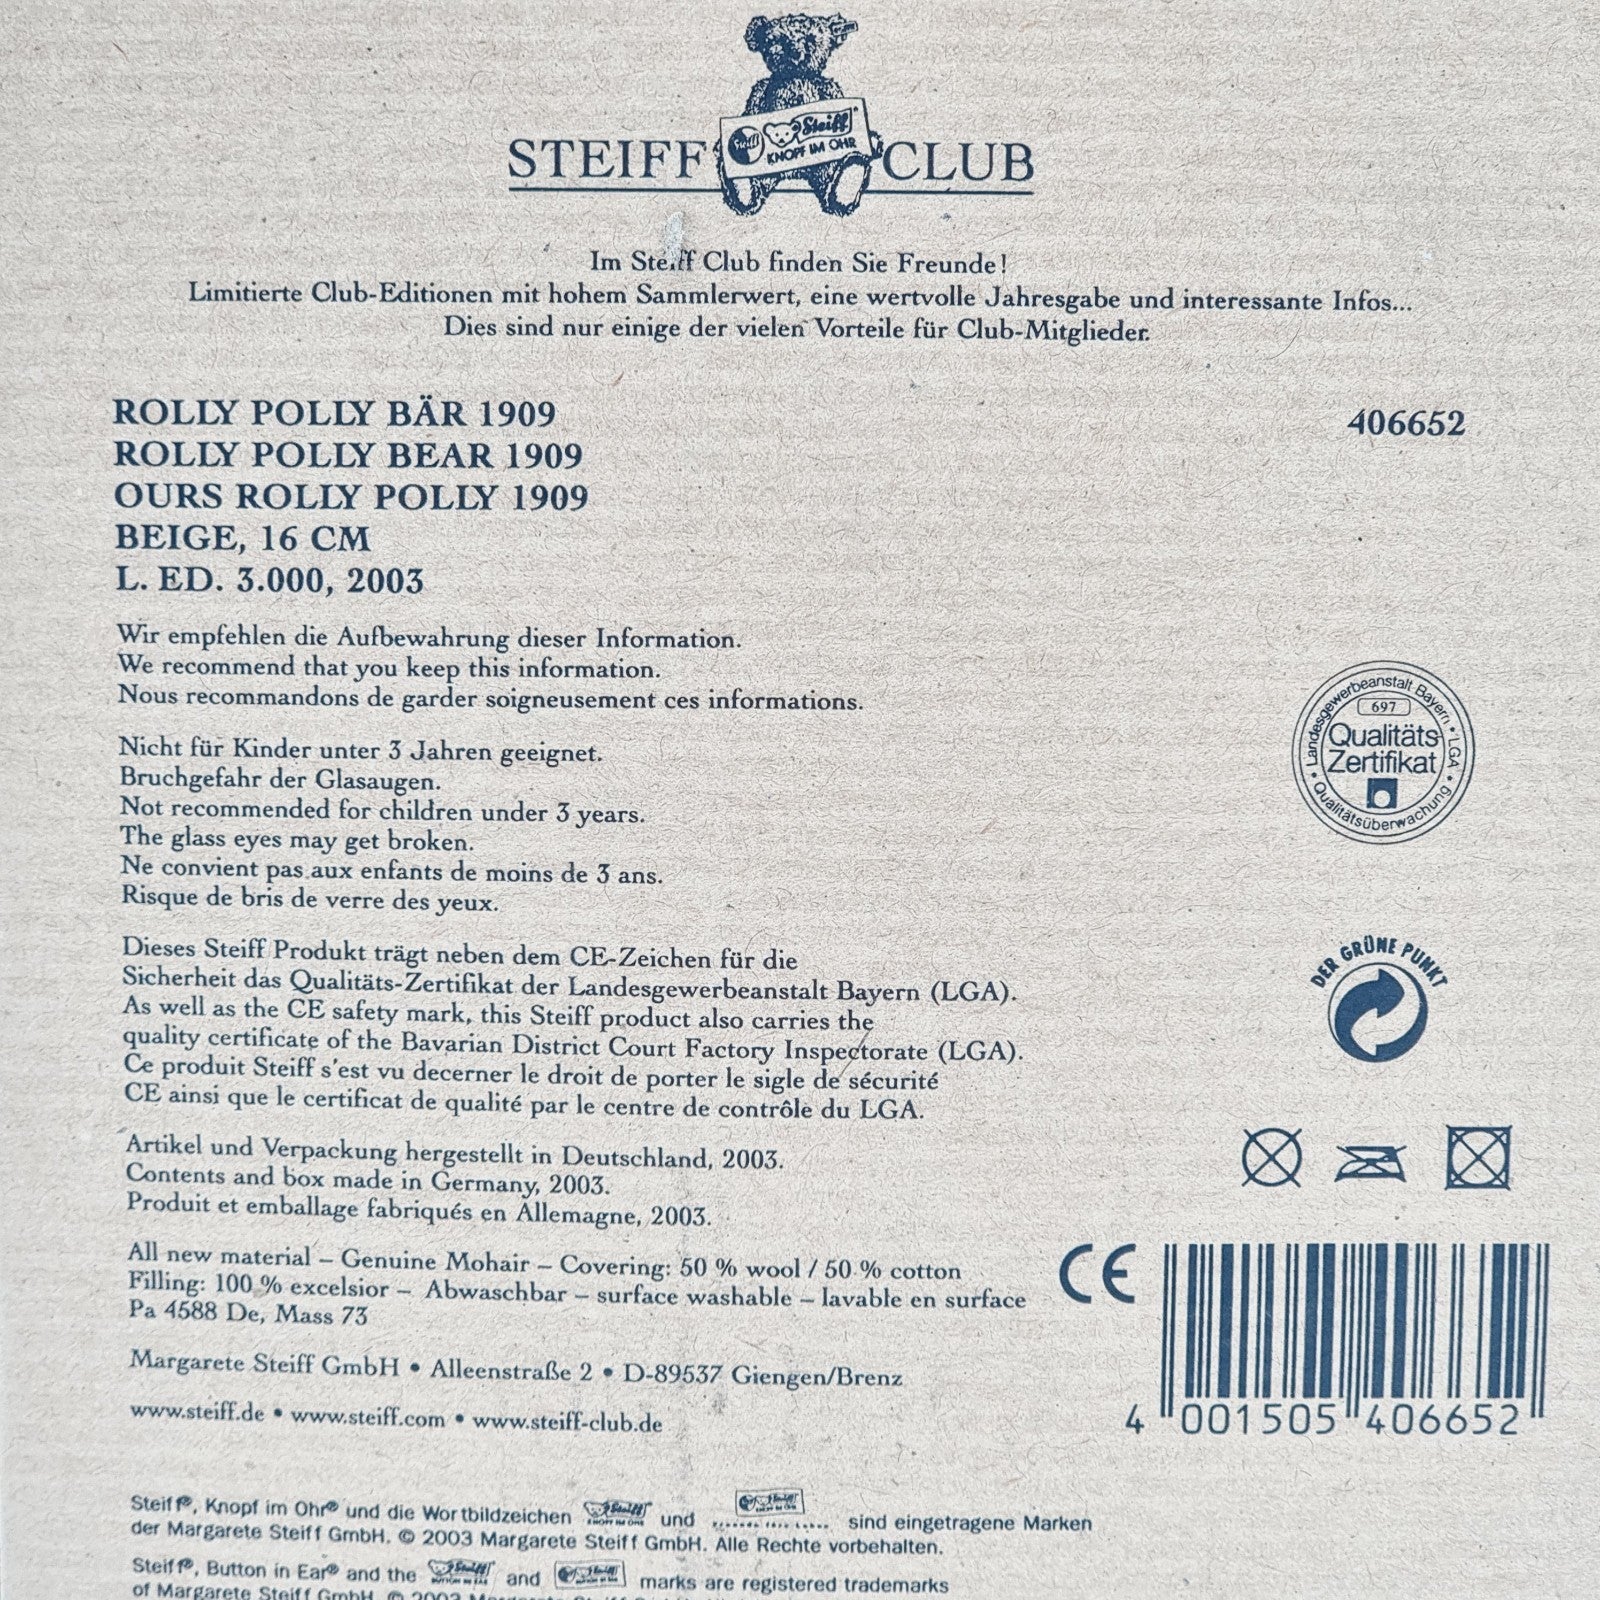 STEIFF CLUB
Steiff Steiff
KNOPF IM OHR
Im Steiff Club finden Sie Freunde!
Limitierte Club-Editionen mit hohem Sammlerwert, eine wertvolle Jahresgabe und interessante Infos...
Dies sind nur einige der vielen Vorteile für Club-Mitglieder.
ROLLY POLLY BÄR 1909 406652
ROLLY POLLY BEAR 1909
OURS ROLLY POLLY 1909
BEIGE, 16 CM
L. ED. 3.000, 2003
Wir empfehlen die Aufbewahrung dieser Information.
We recommend that you keep this information.
Nous recommandons de garder soigneusement ces informations.
Nicht für Kinder unter 3 Jahren geeignet.
Bruchgefahr der Glasaugen.
Not recommended for children under 3 years.
The glass eyes may get broken.
Ne convient pas aux enfants de moins de 3 ans.
Risque de bris de verre des yeux.
Landesgewerbeanstalt Bayern • LGA •
697
Qualitäts
Zertifikat
• Qualitätsüberwachung
Dieses Steiff Produkt trägt neben dem CE-Zeichen für die
Sicherheit das Qualitäts-Zertifikat der Landesgewerbeanstalt Bayern (LGA).
As well as the CE safety mark, this Steiff product also carries the
quality certificate of the Bavarian District Court Factory Inspectorate (LGA).
Ce produit Steiff s'est vu decerner le droit de porter le sigle de sécurité
CE ainsi que le certificat de qualité par le centre de contrôle du LGA.
DER GRÜNE PUNKT
Artikel und Verpackung hergestellt in Deutschland, 2003.
Contents and box made in Germany, 2003.
Produit et emballage fabriqués en Allemagne, 2003.
All new material – Genuine Mohair – Covering: 50 % wool / 50 % cotton
Filling: 100 % excelsior – Abwaschbar – surface washable – lavable en surface
Pa 4588 De, Mass 73
CE
Margarete Steiff GmbH • Alleenstraße 2 • D-89537 Giengen/Brenz
www.steiff.de • www.steiff.com • www.steiff-club.de
4 001505 406652
Steiff®, Knopf im Ohr® und die Wortbildzeichen Steiff KNOPF IM OHR und Steiff sind eingetragene Marken
der Margarete Steiff GmbH. © 2003 Margarete Steiff GmbH. Alle Rechte vorbehalten.
Steiff®, Button in Ear® and the Steiff BUTTON IN EAR and Steiff marks are registered trademarks
of Margarete Steiff GmbH. © 2003 Margarete Steiff GmbH.